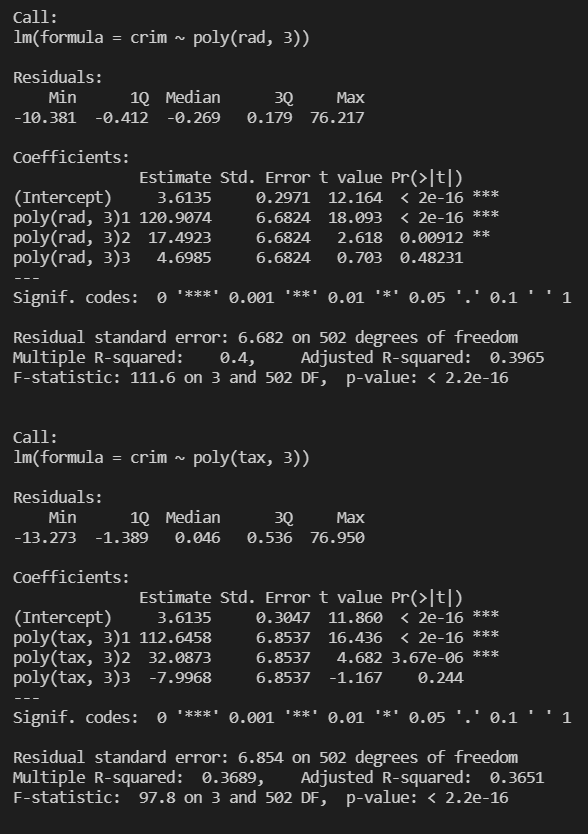 Call:
lm(formula = crim ~ poly(rad, 3))
Residuals:
    Min      1Q  Median      3Q     Max
-10.381  -0.412  -0.269   0.179  76.217
Coefficients:
             Estimate Std. Error t value Pr(>|t|)
(Intercept)    3.6135     0.2971  12.164  < 2e-16 ***
poly(rad, 3)1 120.9074     6.6824  18.093  < 2e-16 ***
poly(rad, 3)2  17.4923     6.6824   2.618  0.00912 **
poly(rad, 3)3   4.6985     6.6824   0.703  0.48231
---
Signif. codes:  0 '***' 0.001 '**' 0.01 '*' 0.05 '.' 0.1 ' ' 1
Residual standard error: 6.682 on 502 degrees of freedom
Multiple R-squared:    0.4,     Adjusted R-squared:  0.3965
F-statistic: 111.6 on 3 and 502 DF,  p-value: < 2.2e-16
Call:
lm(formula = crim ~ poly(tax, 3))
Residuals:
    Min      1Q  Median      3Q     Max
-13.273  -1.389   0.046   0.536  76.950
Coefficients:
             Estimate Std. Error t value Pr(>|t|)
(Intercept)    3.6135     0.3047  11.860  < 2e-16 ***
poly(tax, 3)1 112.6458     6.8537  16.436  < 2e-16 ***
poly(tax, 3)2  32.0873     6.8537   4.682 3.67e-06 ***
poly(tax, 3)3  -7.9968     6.8537  -1.167    0.244
---
Signif. codes:  0 '***' 0.001 '**' 0.01 '*' 0.05 '.' 0.1 ' ' 1
Residual standard error: 6.854 on 502 degrees of freedom
Multiple R-squared:  0.3689,    Adjusted R-squared:  0.3651
F-statistic:  97.8 on 3 and 502 DF,  p-value: < 2.2e-16